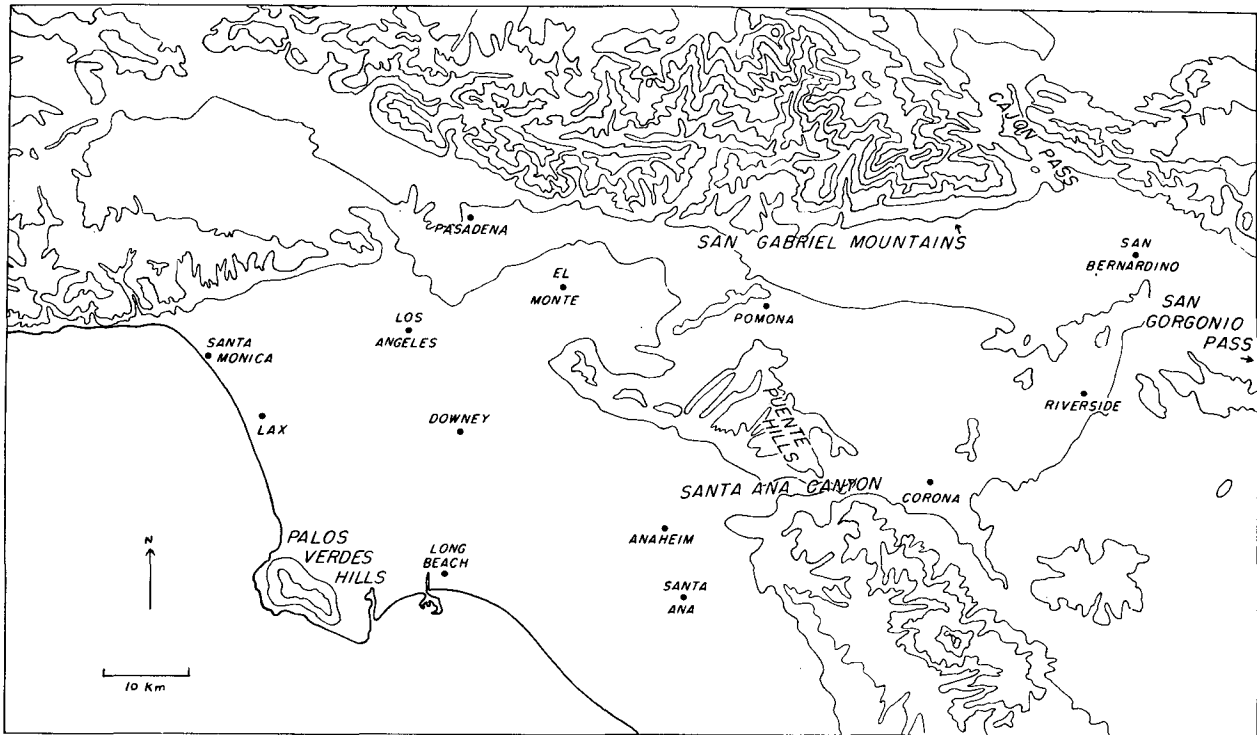 CAJON PASS
PASADENA
SAN GABRIEL MOUNTAINS
SAN
BERNARDINO
EL
MONTE
SAN
GORGONIO
PASS
POMONA
LOS
ANGELES
SANTA
MONICA
RIVERSIDE
LAX
DOWNEY
PUENTE
HILLS
SANTA ANA CANYON
CORONA
ANAHEIM
N
PALOS
VERDES
HILLS
LONG
BEACH
SANTA
ANA
10 Km